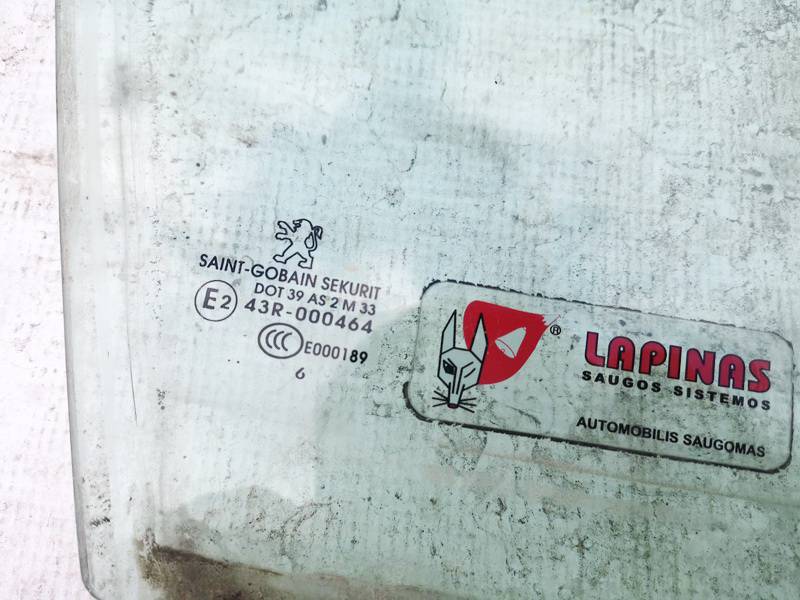 SAINT-GOBAIN SEKURIT
DOT 39 AS 2 M 33
E2 43R-000464
CCC E000189
6
®
LAPINAS
SAUGOS SISTEMOS
AUTOMOBILIS SAUGOMAS